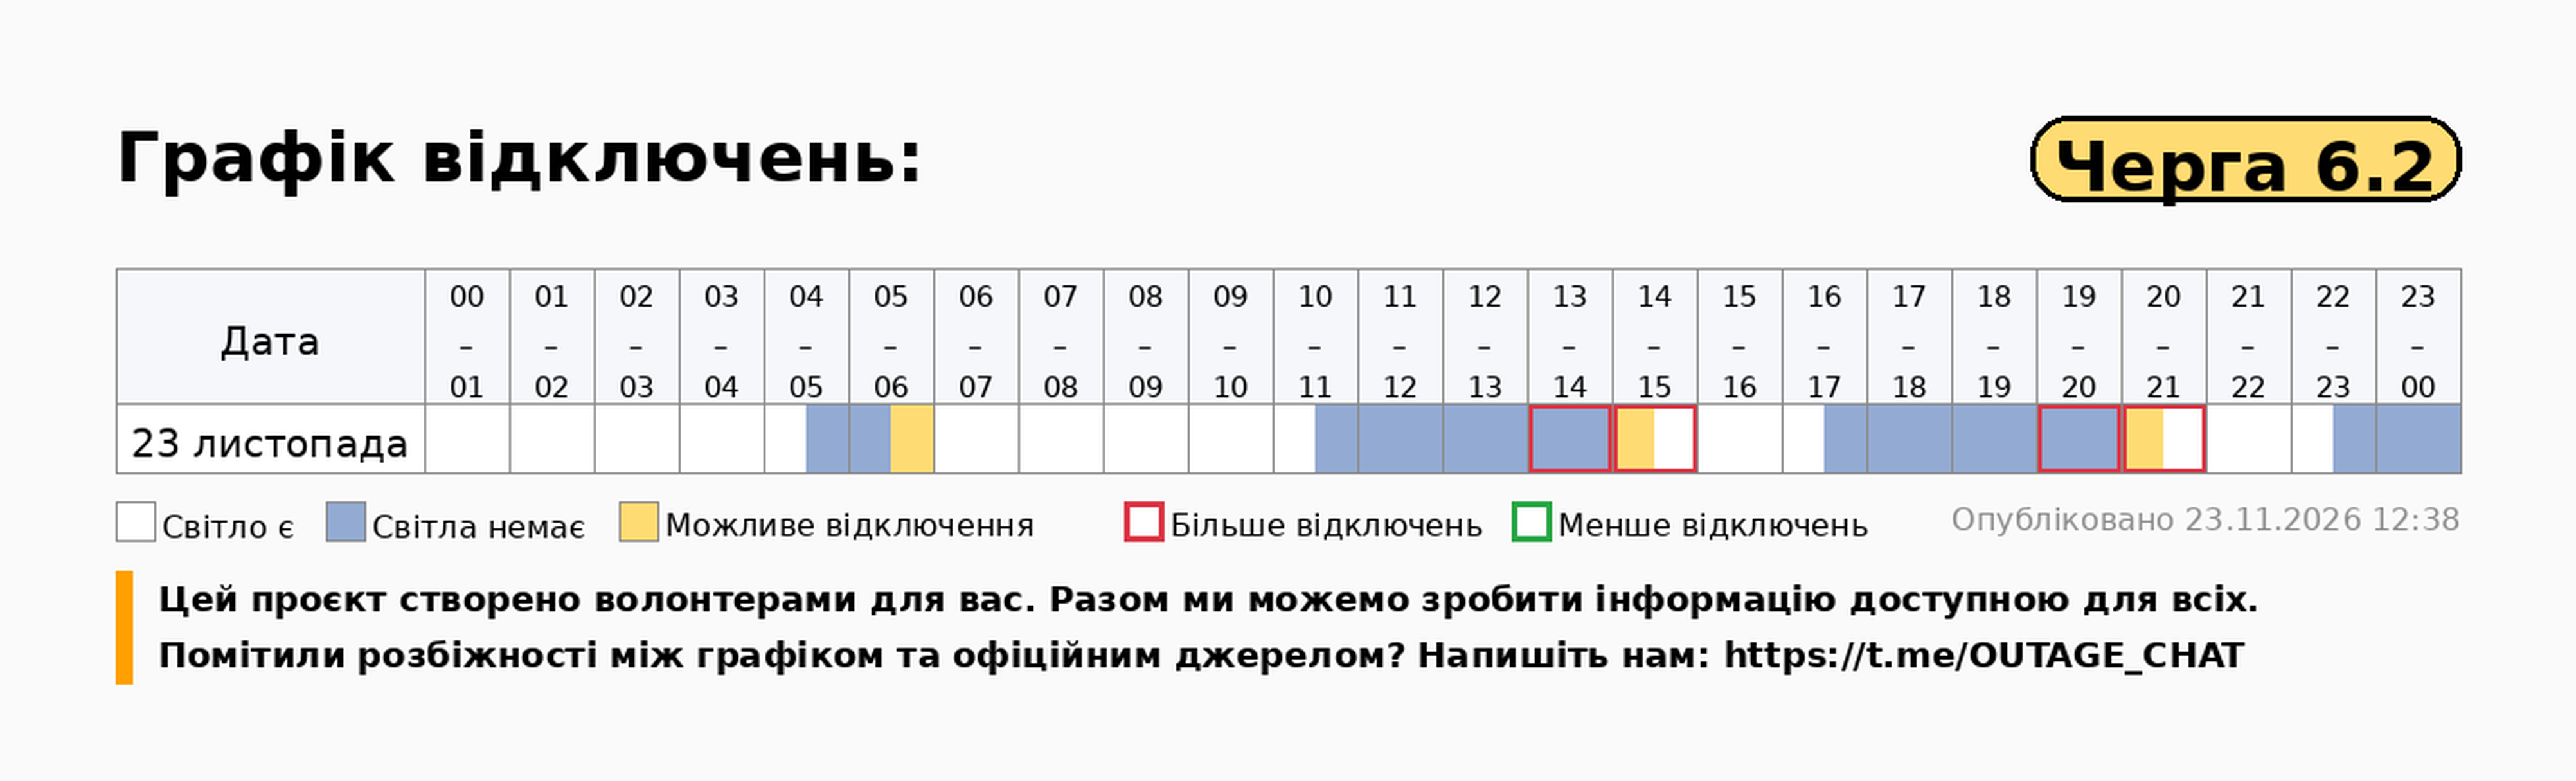 Графік відключень:
Черга 6.2
Дата 00 – 01 01 – 02 02 – 03 03 – 04 04 – 05 05 – 06 06 – 07 07 – 08 08 – 09 09 – 10 10 – 11 11 – 12 12 – 13 13 – 14 14 – 15 15 – 16 16 – 17 17 – 18 18 – 19 19 – 20 20 – 21 21 – 22 22 – 23 23 – 00
23 листопада
Світло є Світла немає Можливе відключення Більше відключень Менше відключень Опубліковано 23.11.2026 12:38
Цей проєкт створено волонтерами для вас. Разом ми можемо зробити інформацію доступною для всіх.
Помітили розбіжності між графіком та офіційним джерелом? Напишіть нам: https://t.me/OUTAGE_CHAT